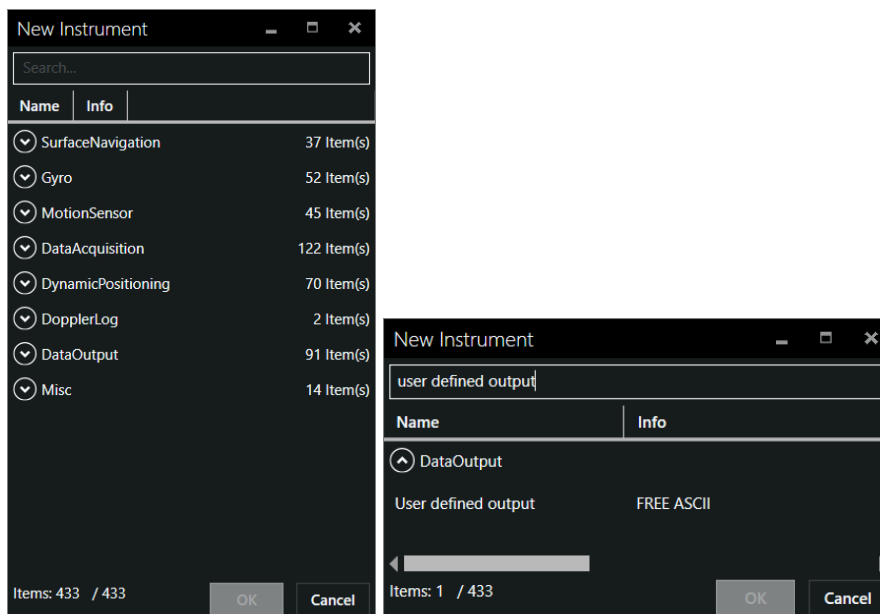 New Instrument
Search...
Name Info
SurfaceNavigation 37 Item(s)
Gyro 52 Item(s)
MotionSensor 45 Item(s)
DataAcquisition 122 Item(s)
DynamicPositioning 70 Item(s)
DopplerLog 2 Item(s)
DataOutput 91 Item(s)
Misc 14 Item(s)
Items: 433 / 433 OK Cancel
New Instrument
user defined output
Name Info
DataOutput
User defined output FREE ASCII
Items: 1 / 433 OK Cancel